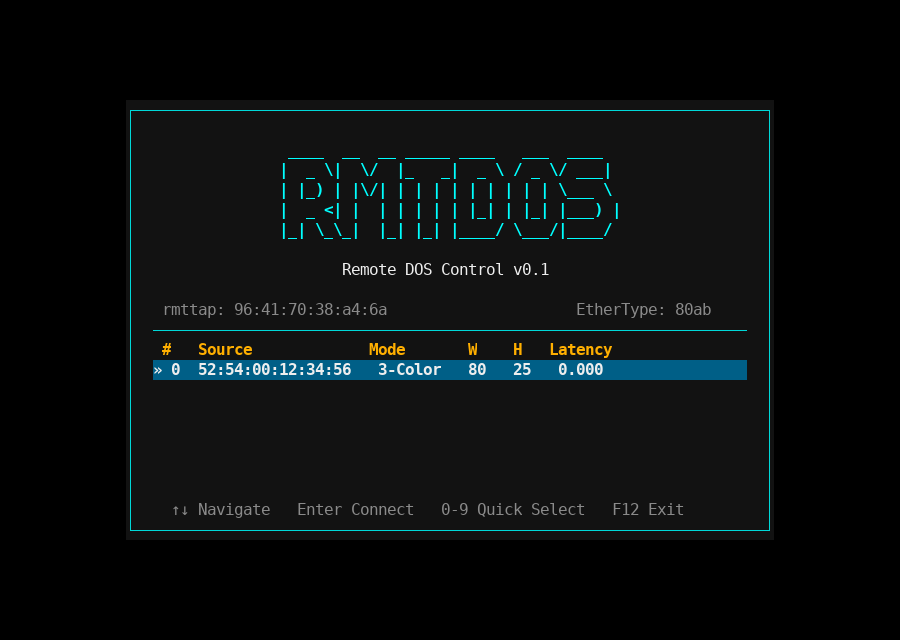 RMTDOS
Remote DOS Control v0.1
rmttap: 96:41:70:38:a4:6a EtherType: 80ab
# Source Mode W H Latency
» 0 52:54:00:12:34:56 3-Color 80 25 0.000
↑↓ Navigate Enter Connect 0-9 Quick Select F12 Exit